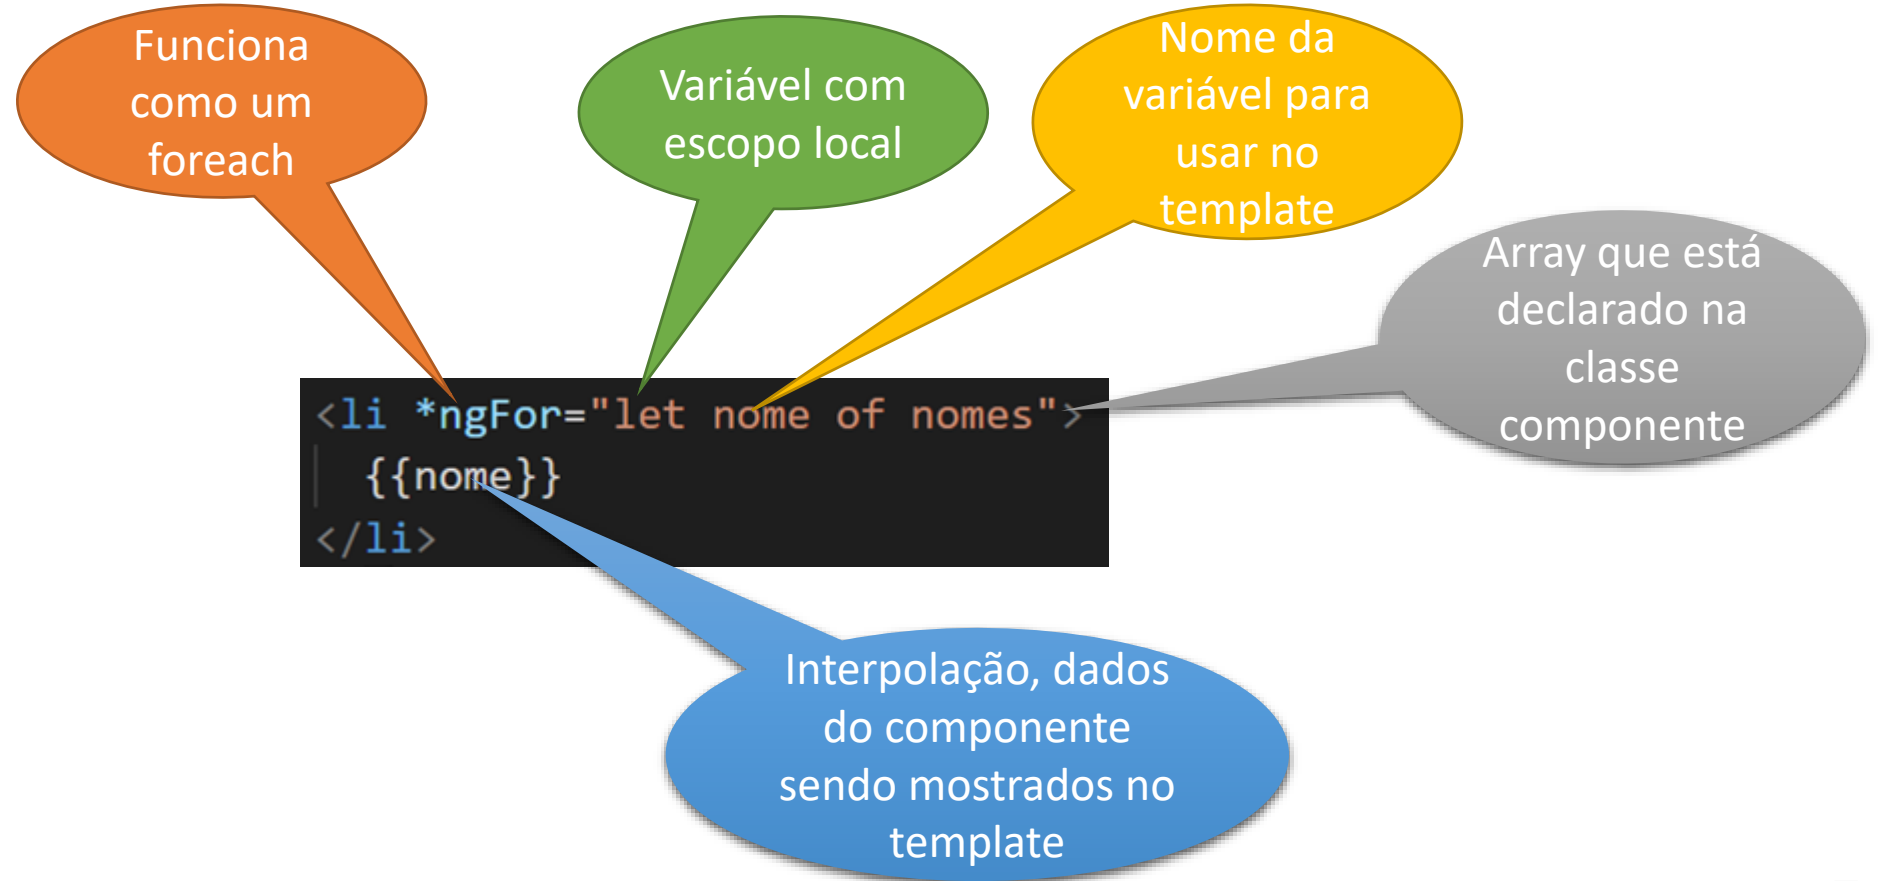 Funciona
como um
foreach
Variável com
escopo local
Nome da
variável para
usar no
template
Array que está
declarado na
classe
componente
<li *ngFor="let nome of nomes">
{{nome}}
</li>
Interpolação, dados
do componente
sendo mostrados no
template